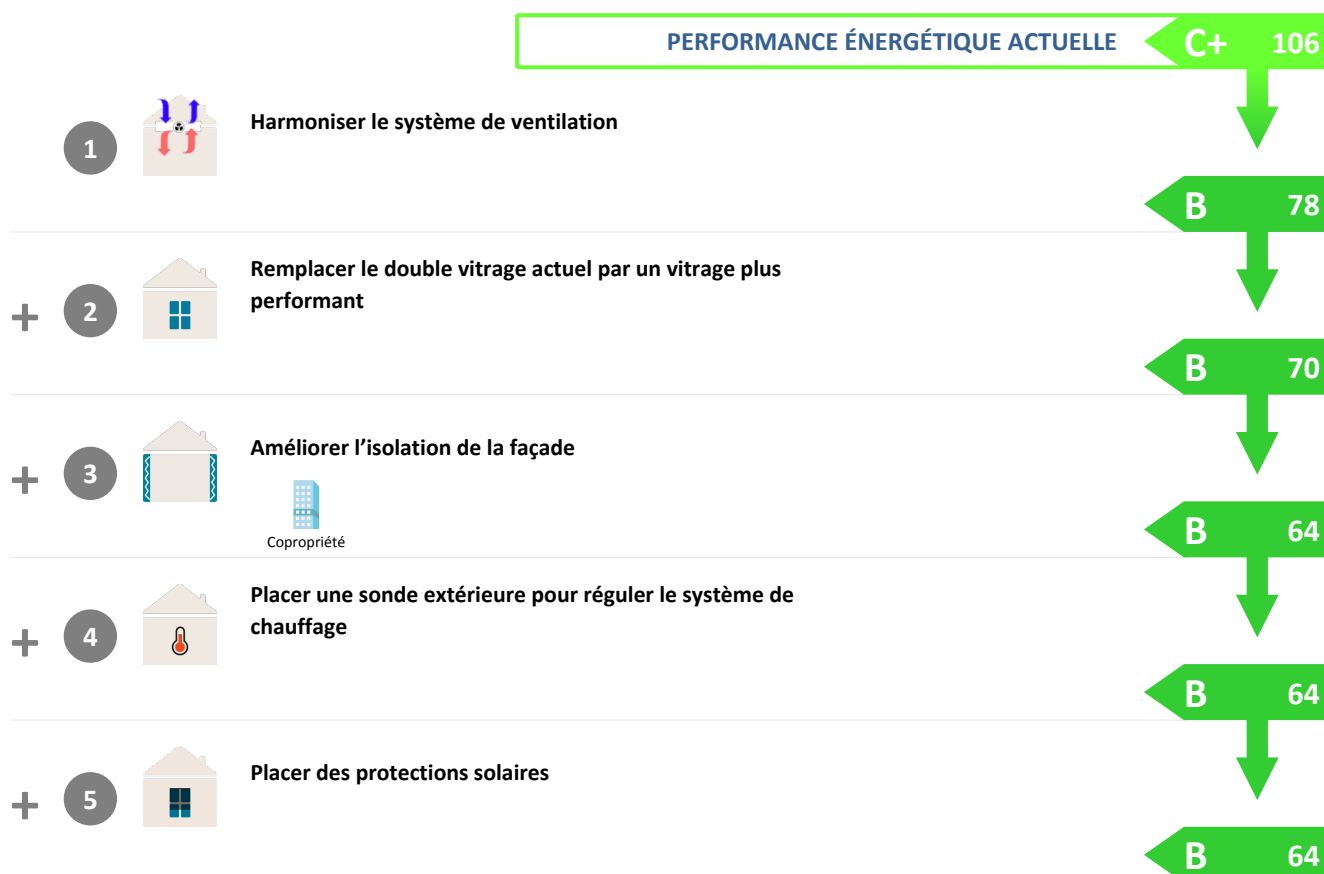 PERFORMANCE ÉNERGÉTIQUE ACTUELLE C+ 106
1 Harmoniser le système de ventilation
B 78
Remplacer le double vitrage actuel par un vitrage plus
+ 2 performant
B 70
+ 3 Améliorer l’isolation de la façade
Copropriété
B 64
Placer une sonde extérieure pour réguler le système de
+ 4 chauffage
B 64
+ 5 Placer des protections solaires
B 64